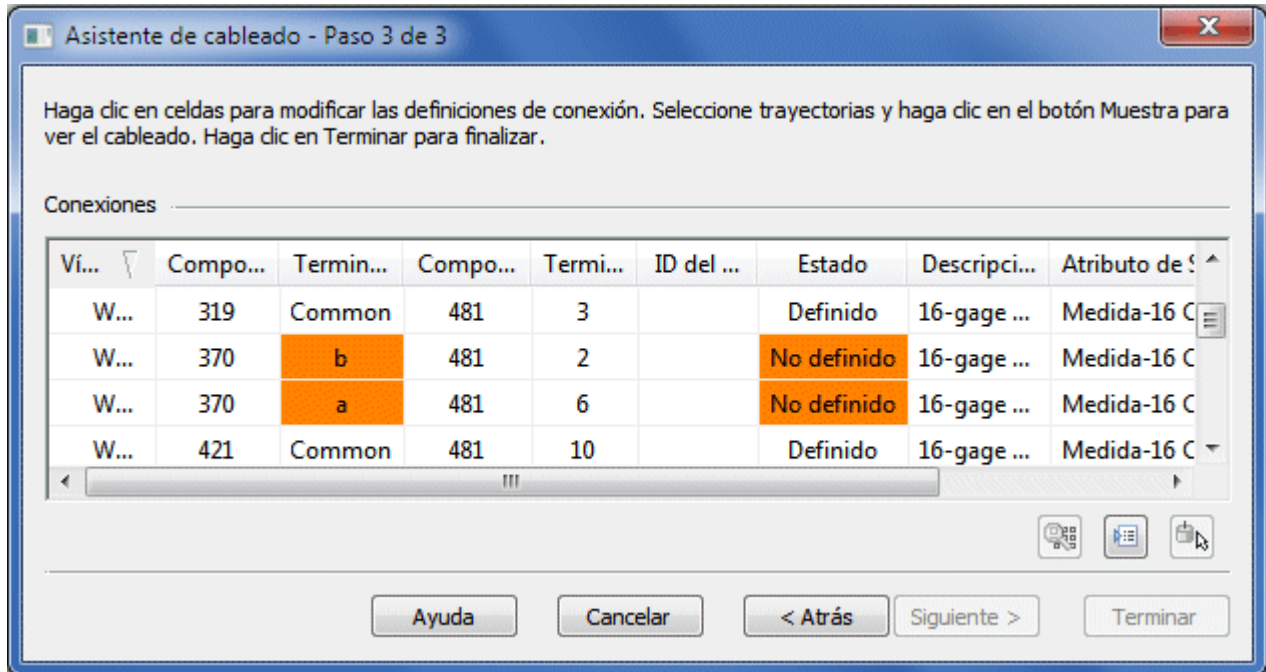 Asistente de cableado - Paso 3 de 3
Haga clic en celdas para modificar las definiciones de conexión. Seleccione trayectorias y haga clic en el botón Muestra para
ver el cableado. Haga clic en Terminar para finalizar.
Conexiones
Ví... Compo... Termin... Compo... Termi... ID del ... Estado Descripci... Atributo de S
W... 319 Common 481 3 Definido 16-gage ... Medida-16 C
W... 370 b 481 2 No definido 16-gage ... Medida-16 C
W... 370 a 481 6 No definido 16-gage ... Medida-16 C
W... 421 Common 481 10 Definido 16-gage ... Medida-16 C
Ayuda Cancelar < Atrás Siguiente > Terminar